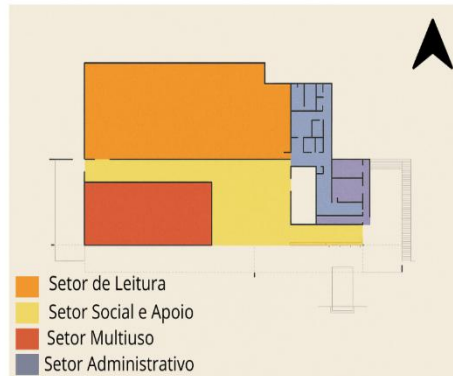 Setor de Leitura
Setor Social e Apoio
Setor Multiuso
Setor Administrativo